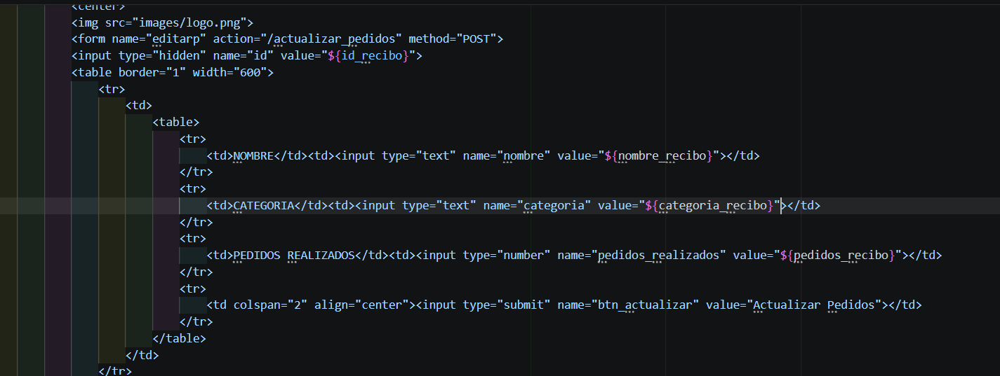 <center>
<img src="images/logo.png">
<form name="editarp" action="/actualizar_pedidos" method="POST">
<input type="hidden" name="id" value="${id_recibo}">
<table border="1" width="600">
<tr>
<td>
<table>
<tr>
<td>NOMBRE</td><td><input type="text" name="nombre" value="${nombre_recibo}"></td>
</tr>
<tr>
<td>CATEGORIA</td><td><input type="text" name="categoria" value="${categoria_recibo}"></td>
</tr>
<tr>
<td>PEDIDOS REALIZADOS</td><td><input type="number" name="pedidos_realizados" value="${pedidos_recibo}"></td>
</tr>
<tr>
<td colspan="2" align="center"><input type="submit" name="btn_actualizar" value="Actualizar Pedidos"></td>
</tr>
</table>
</td>
</tr>